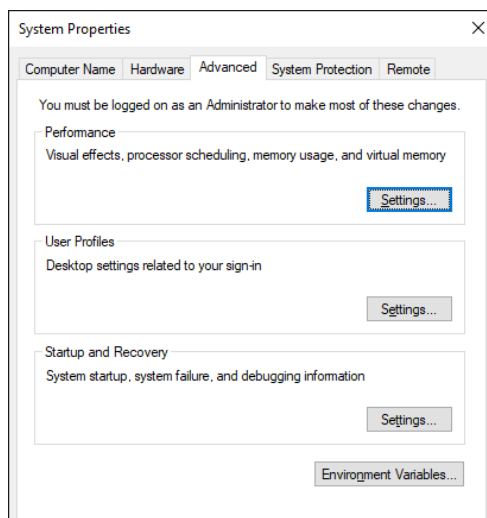 System Properties
Computer Name Hardware Advanced System Protection Remote
You must be logged on as an Administrator to make most of these changes.
Performance
Visual effects, processor scheduling, memory usage, and virtual memory
Settings...
User Profiles
Desktop settings related to your sign-in
Settings...
Startup and Recovery
System startup, system failure, and debugging information
Settings...
Environment Variables...